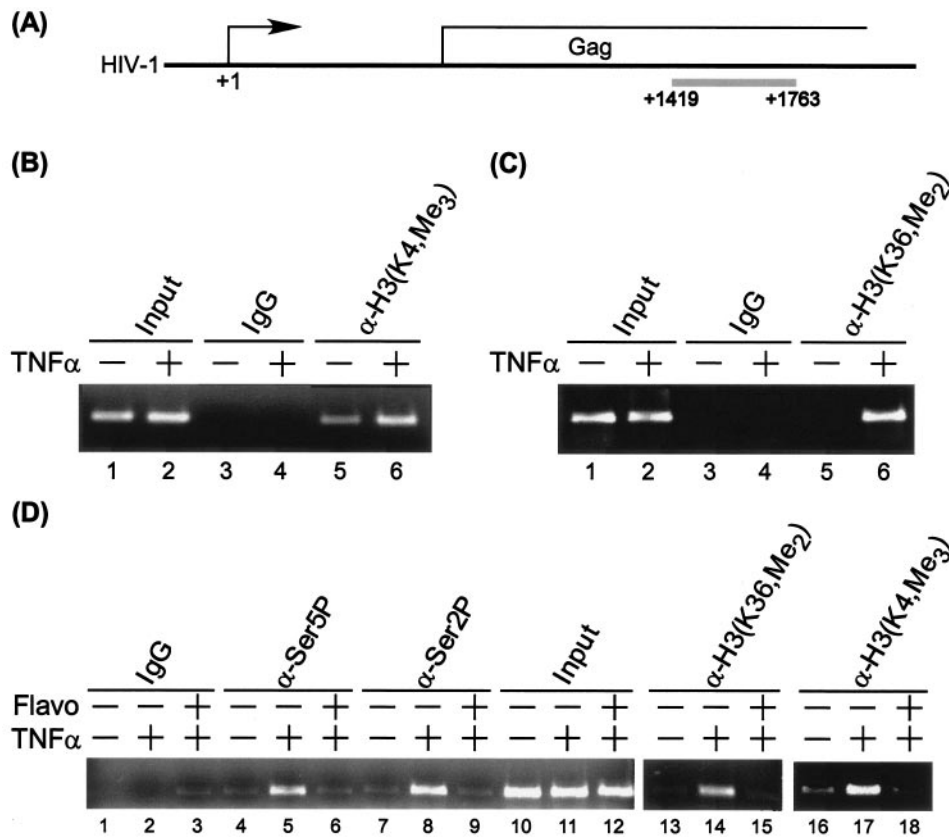 (A)
Gag
HIV-1
+1
+1419 +1763
(B)
Input IgG α-H3(K4,Me3)
TNFα − + − + − +
1 2 3 4 5 6
(C)
Input IgG α-H3(K36,Me2)
TNFα − + − + − +
1 2 3 4 5 6
(D)
IgG α-Ser5P α-Ser2P Input α-H3(K36,Me2) α-H3(K4,Me3)
Flavo − − + − − + − − + − − + − − + − − +
TNFα − + + − + + − + + − + + − + + − + +
1 2 3 4 5 6 7 8 9 10 11 12 13 14 15 16 17 18